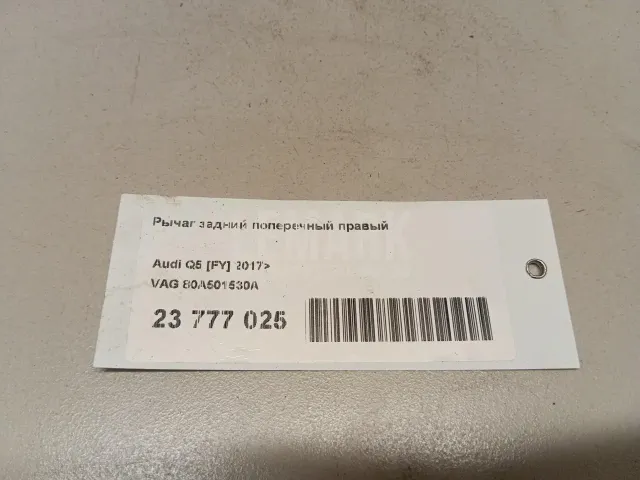 Рычаг задний поперечный правый
Audi Q5 [FY] 2017>
VAG 80A501530A
23 777 025